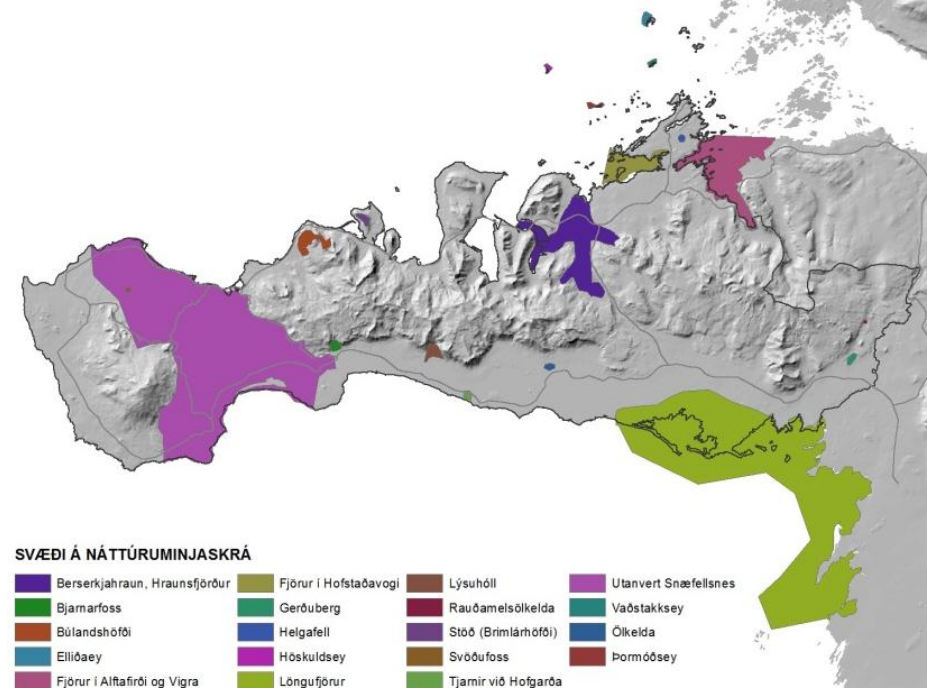 SVÆÐI Á NÁTTÚRUMINJASKRÁ
Berserkjahraun, Hraunsfjörður
Bjarnarfoss
Búlandshöfði
Elliðaey
Fjörur í Alftafirði og Vigra
Fjörur í Hofstaðavogi
Gerðuberg
Helgafell
Höskuldsey
Löngufjörur
Lýsuhóll
Rauðamelsölkelda
Stöð (Brimlárhöfði)
Svöðufoss
Tjarnir við Hofgarða
Utanvert Snæfellsnes
Vaðstakksey
Ölkelda
Þormóðsey